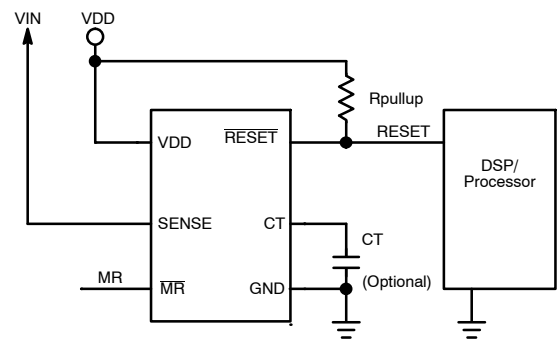 VIN
VDD
Rpullup
VDD
RESET
RESET
DSP/
Processor
SENSE
CT
CT
(Optional)
MR
MR
GND